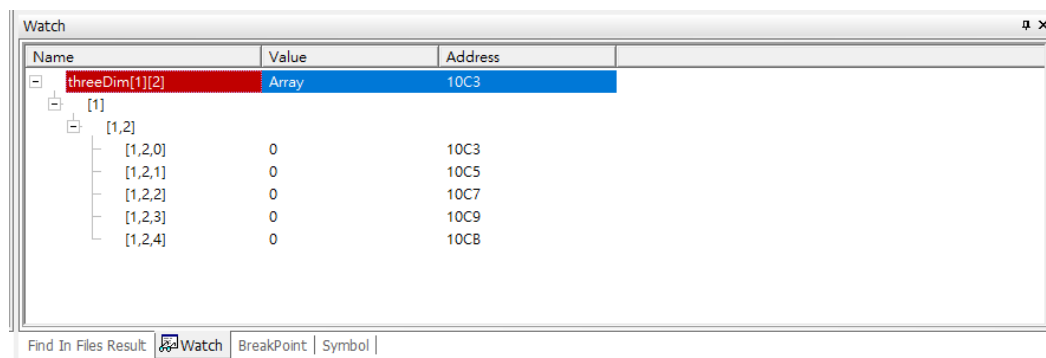 Watch
Name Value Address
threeDim[1][2] Array 10C3
[1]
[1,2]
[1,2,0] 0 10C3
[1,2,1] 0 10C5
[1,2,2] 0 10C7
[1,2,3] 0 10C9
[1,2,4] 0 10CB
Find In Files Result Watch BreakPoint Symbol